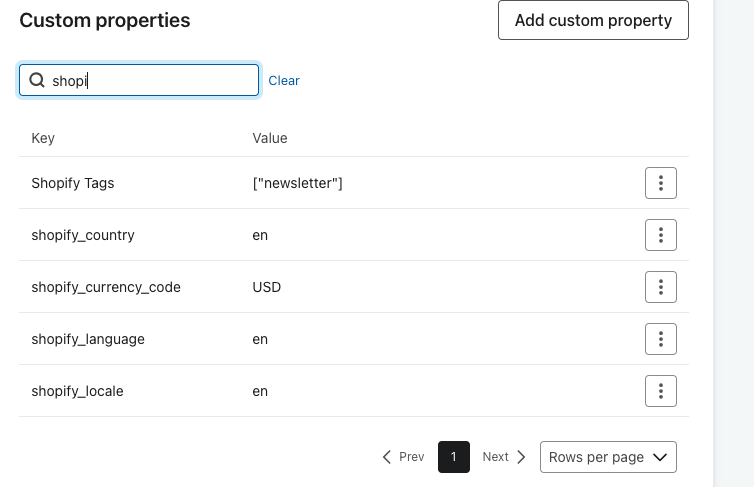 Custom properties
Add custom property
shopi
Clear
Key Value
Shopify Tags ["newsletter"]
shopify_country en
shopify_currency_code USD
shopify_language en
shopify_locale en
Prev 1 Next Rows per page